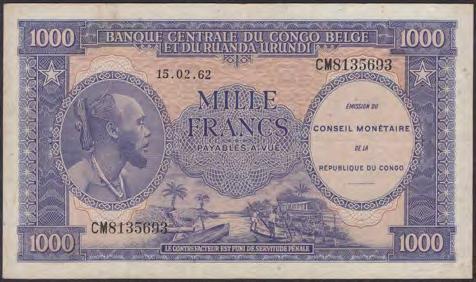 1000 BANQUE CENTRALE DU CONGO BELGE 1000
ET DU RUANDA-URUNDI
15.02.62 CM8135693
MILLE
FRANCS
PAYABLES A VUE
ÉMISSION DU
CONSEIL MONÉTAIRE
DE LA
RÉPUBLIQUE DU CONGO
CM8135693
1000 LE CONTREFACTEUR EST PUNI DE SERVITUDE PÉNALE 1000